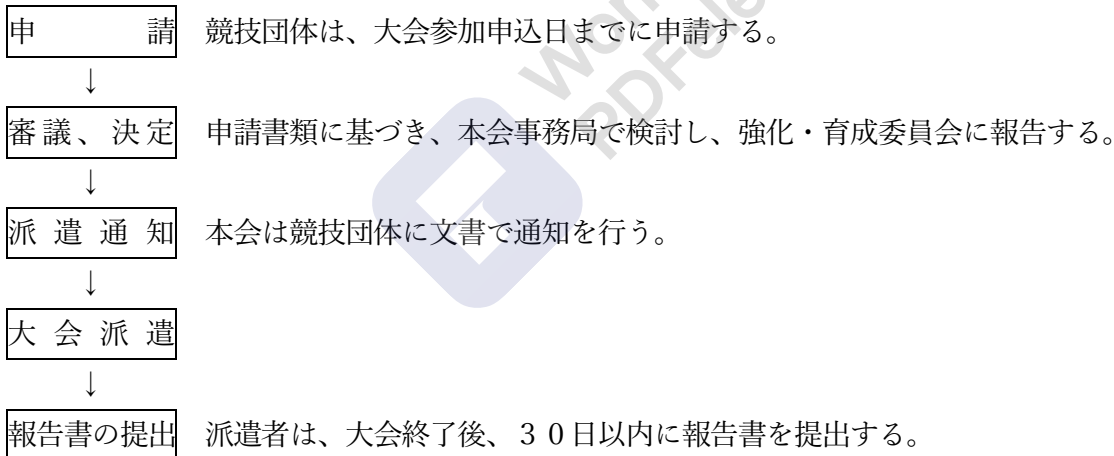 申請 競技団体は、大会参加申込日までに申請する。
↓
審議、決定 申請書類に基づき、本会事務局で検討し、強化・育成委員会に報告する。
↓
派遣通知 本会は競技団体に文書で通知を行う。
↓
大会派遣
↓
報告書の提出 派遣者は、大会終了後、３０日以内に報告書を提出する。